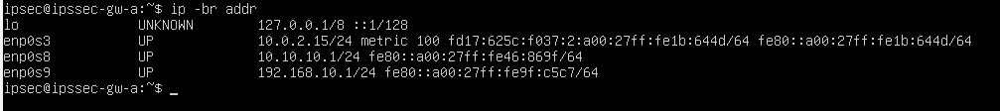 ipsec@ipssec-gw-a:~$ ip -br addr
lo UNKNOWN 127.0.0.1/8 ::1/128
enp0s3 UP 10.0.2.15/24 metric 100 fd17:625c:f037:2:a00:27ff:fe1b:644d/64 fe80::a00:27ff:fe1b:644d/64
enp0s8 UP 10.10.10.1/24 fe80::a00:27ff:fe46:869f/64
enp0s9 UP 192.168.10.1/24 fe80::a00:27ff:fe9f:c5c7/64
ipsec@ipssec-gw-a:~$ _